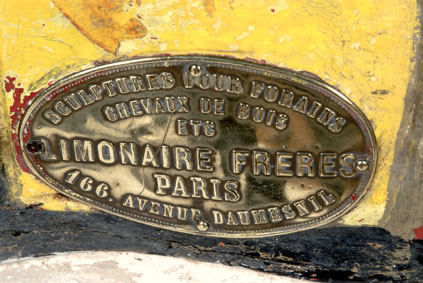 SCULPTURES POUR FORAINS
CHEVAUX DE BOIS
ETC
LIMONAIRE FRERES
PARIS
166. AVENUE DAUMESNIL